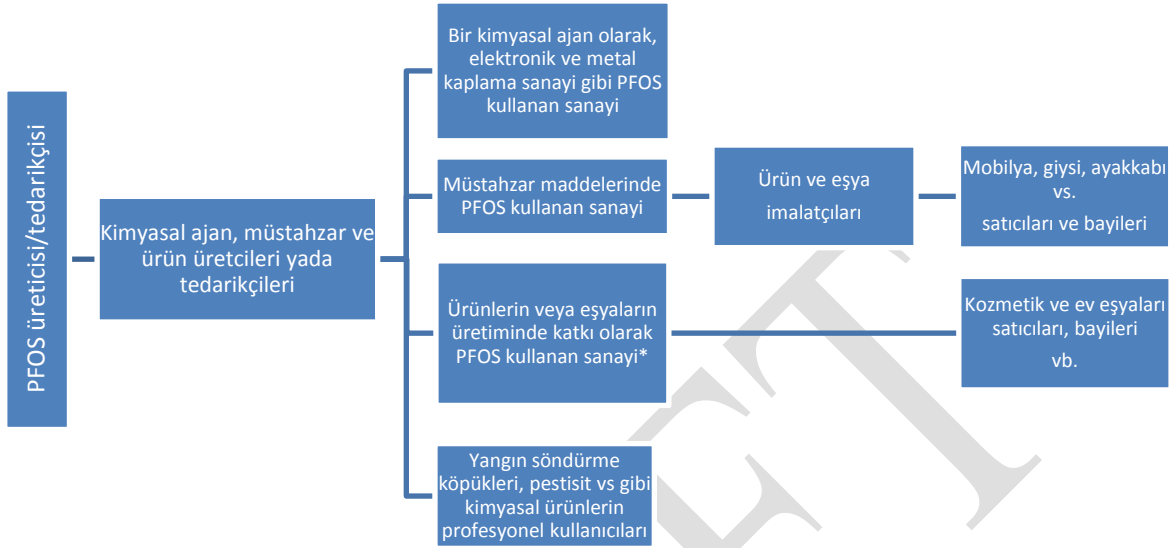 PFOS üreticisi/tedarikçisi
Kimyasal ajan, müstahzar ve
ürün üretcileri yada
tedarikçileri
Bir kimyasal ajan olarak,
elektronik ve metal
kaplama sanayi gibi PFOS
kullanan sanayi
Müstahzar maddelerinde
PFOS kullanan sanayi
Ürün ve eşya
imalatçıları
Mobilya, giysi, ayakkabı
vs.
satıcıları ve bayileri
Ürünlerin veya eşyaların
üretiminde katkı olarak
PFOS kullanan sanayi*
Kozmetik ve ev eşyaları
satıcıları, bayileri
vb.
Yangın söndürme
köpükleri, pestisit vs gibi
kimyasal ürünlerin
profesyonel kullanıcıları